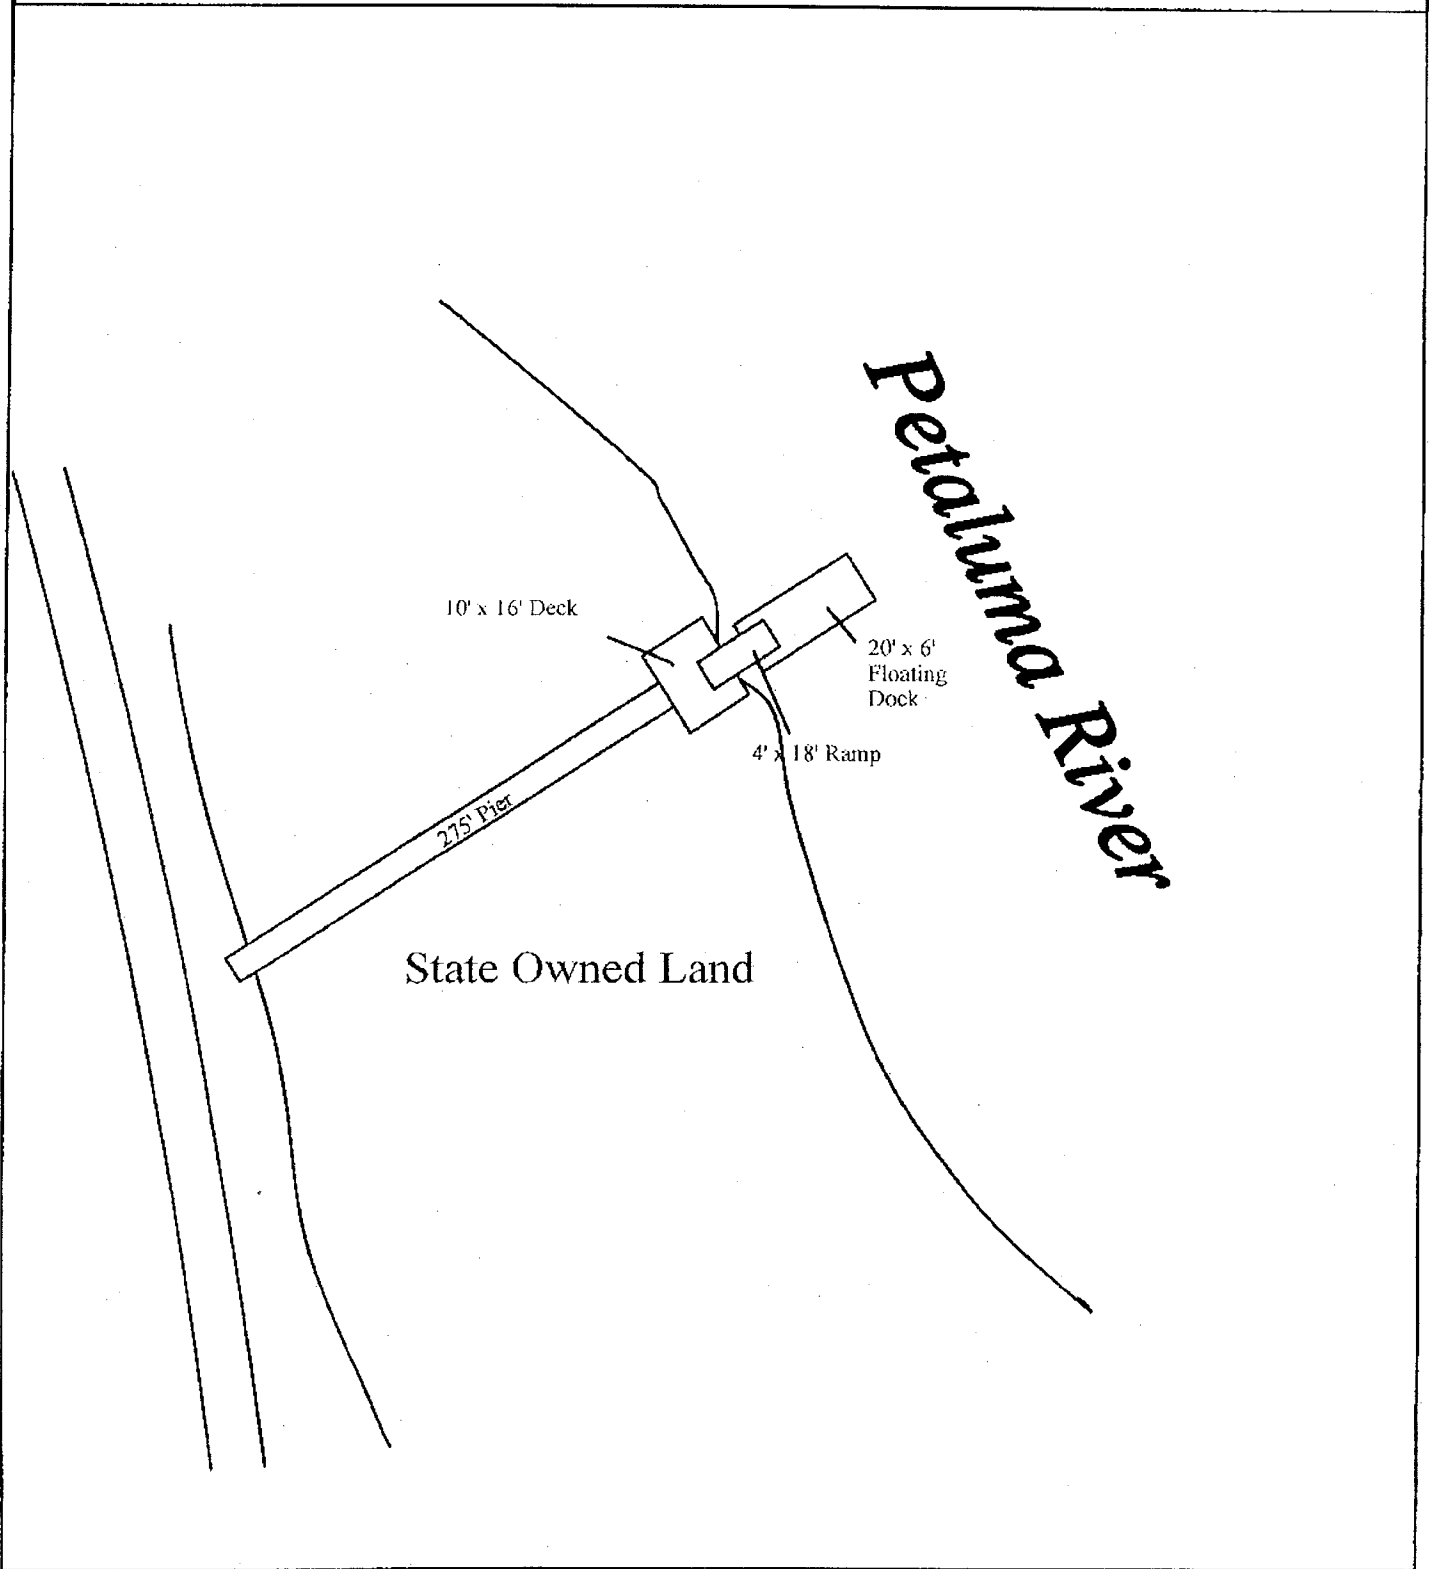 Petaluma River
10' x 16' Deck
20' x 6'
Floating
Dock
4' x 18' Ramp
275' Pier
State Owned Land